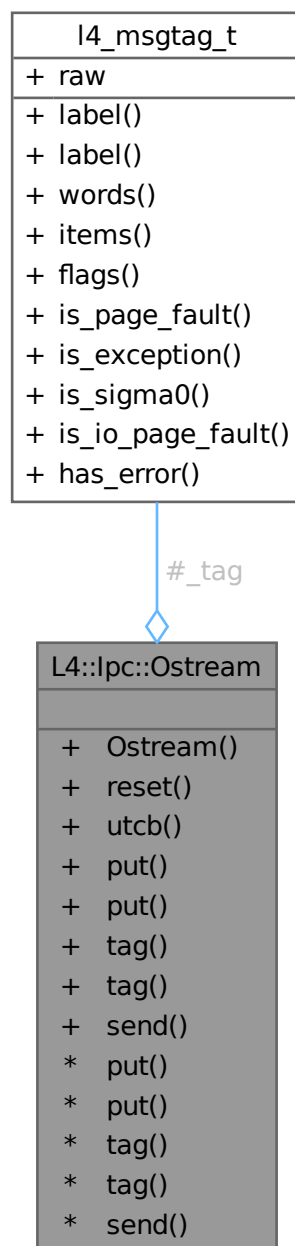 l4_msgtag_t
+ raw
+ label()
+ label()
+ words()
+ items()
+ flags()
+ is_page_fault()
+ is_exception()
+ is_sigma0()
+ is_io_page_fault()
+ has_error()
#_tag
L4::Ipc::Ostream
+ Ostream()
+ reset()
+ utcb()
+ put()
+ put()
+ tag()
+ tag()
+ send()
* put()
* put()
* tag()
* tag()
* send()